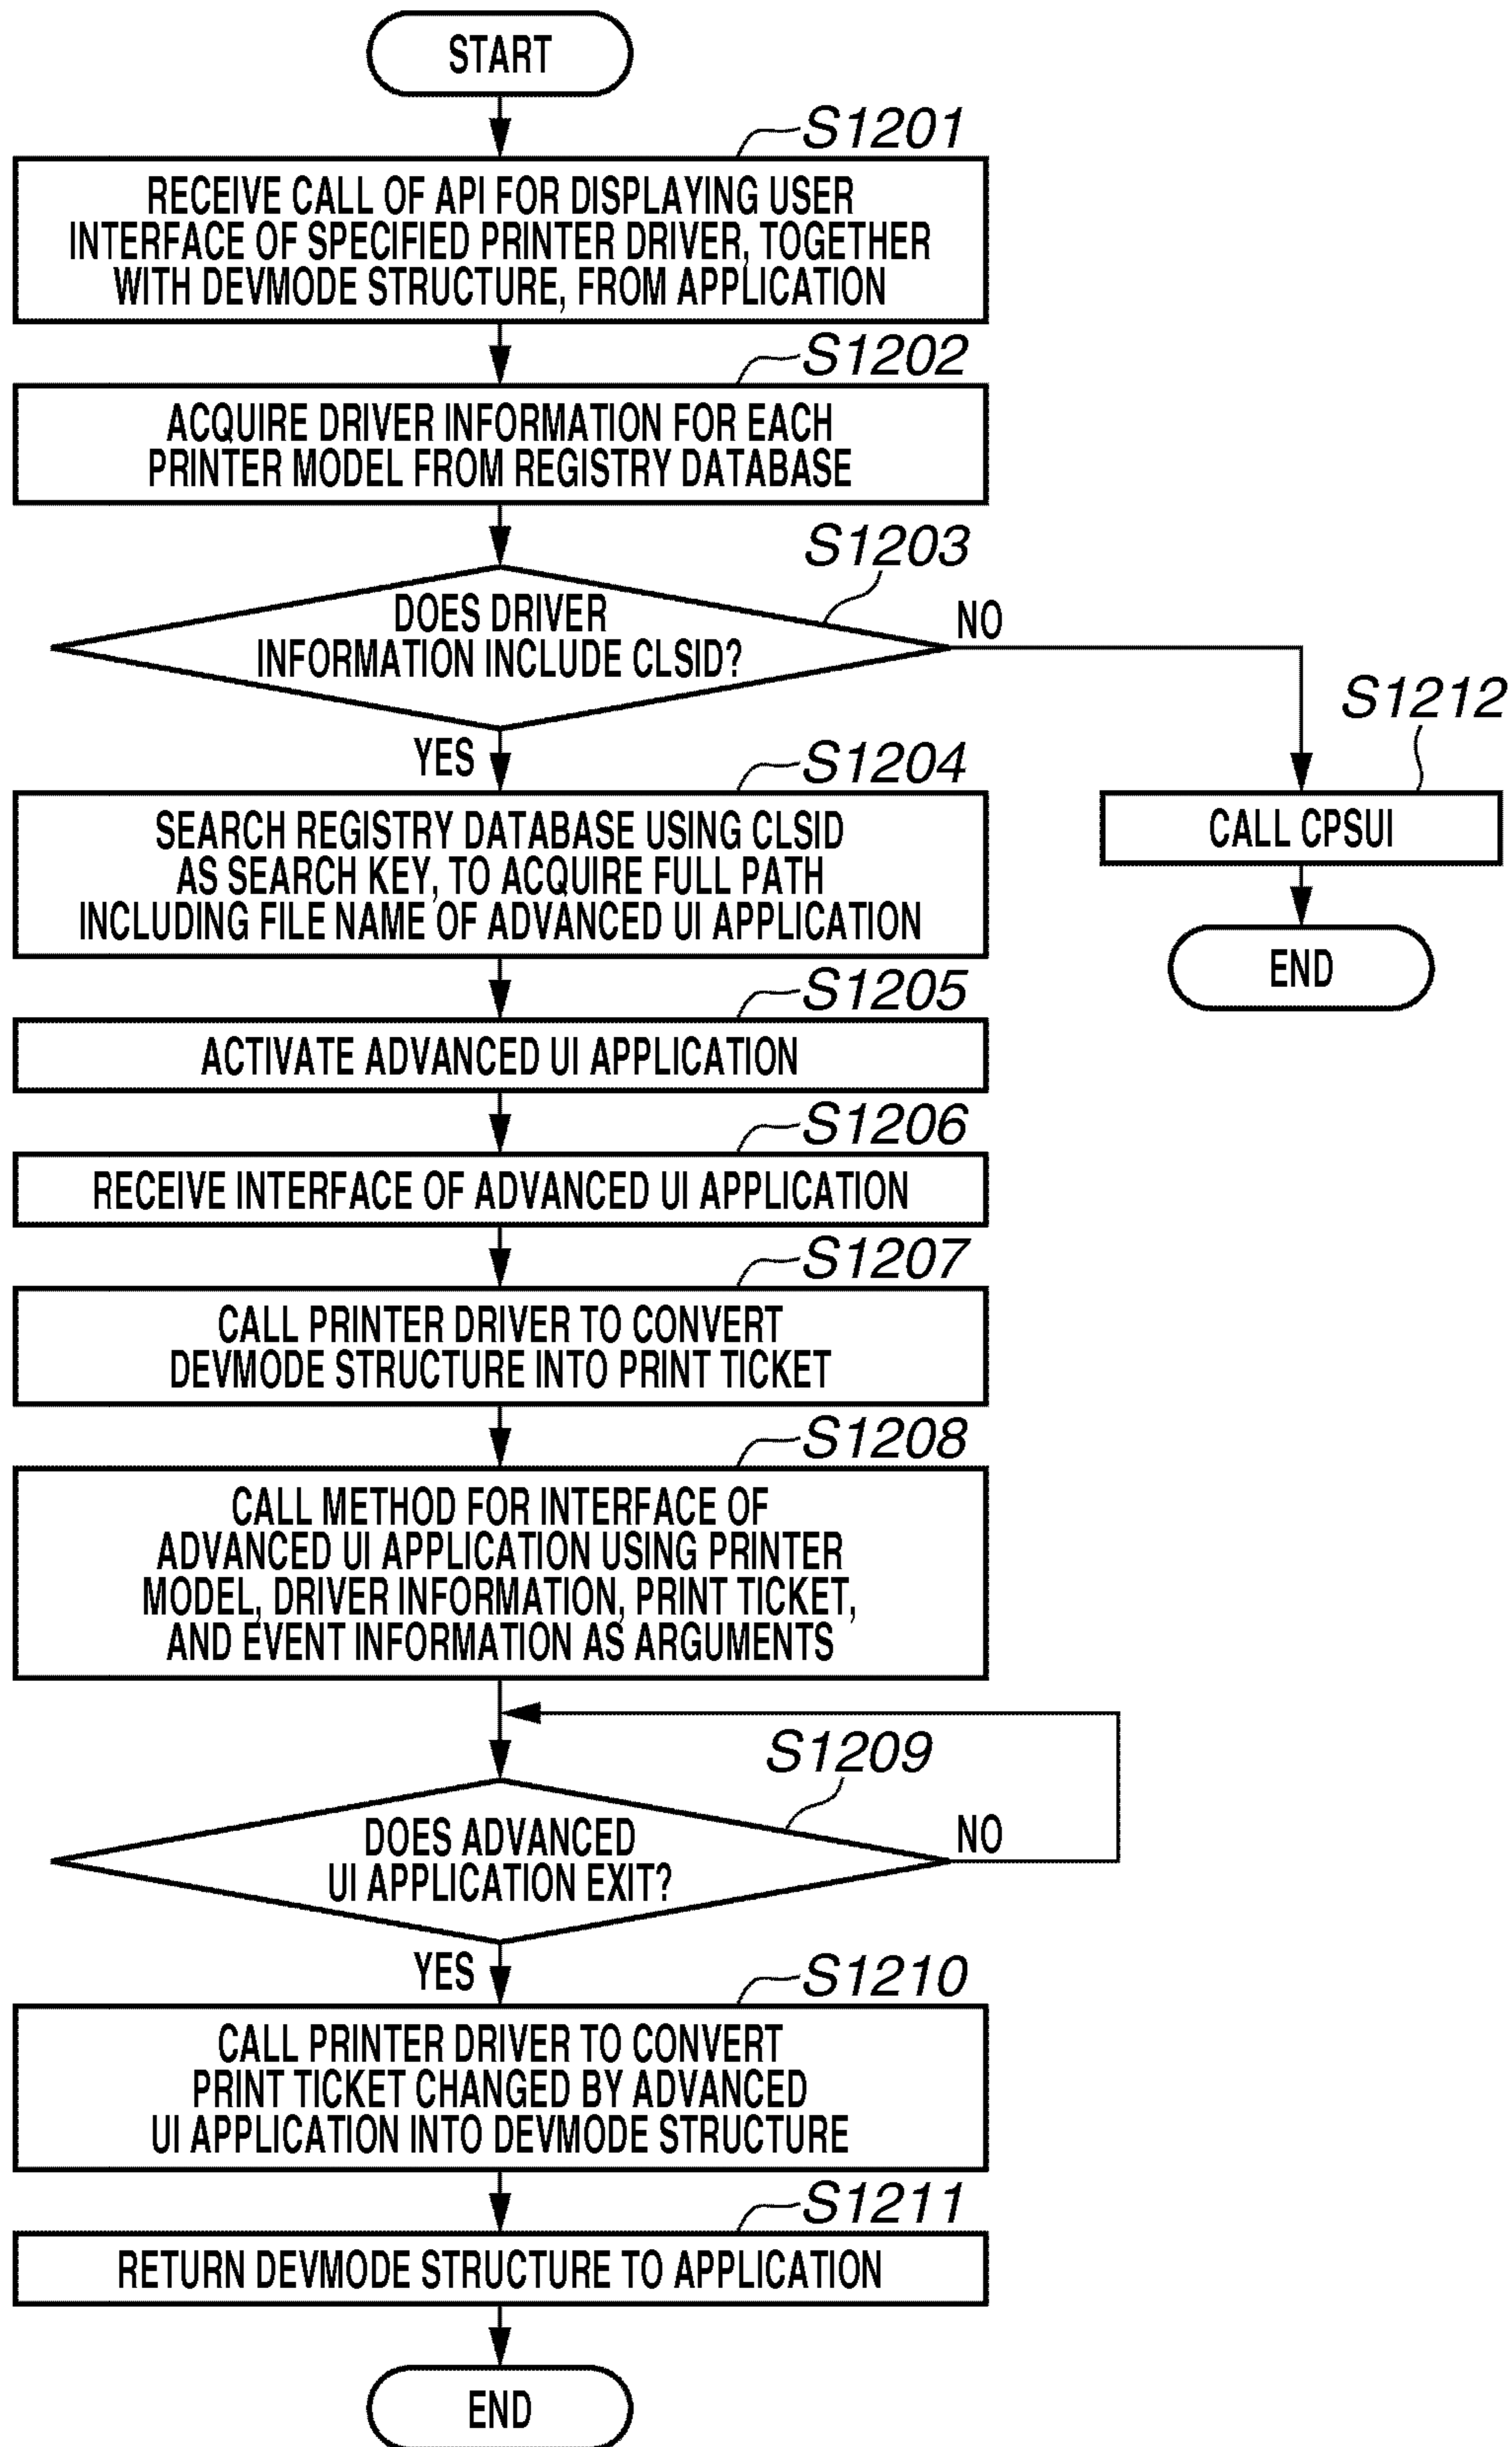 START
S1201
RECEIVE CALL OF API FOR DISPLAYING USER
INTERFACE OF SPECIFIED PRINTER DRIVER, TOGETHER
WITH DEVMODE STRUCTURE, FROM APPLICATION
S1202
ACQUIRE DRIVER INFORMATION FOR EACH
PRINTER MODEL FROM REGISTRY DATABASE
S1203
DOES DRIVER
INFORMATION INCLUDE CLSID?
NO
YES
S1212
CALL CPSUI
END
S1204
SEARCH REGISTRY DATABASE USING CLSID
AS SEARCH KEY, TO ACQUIRE FULL PATH
INCLUDING FILE NAME OF ADVANCED UI APPLICATION
S1205
ACTIVATE ADVANCED UI APPLICATION
S1206
RECEIVE INTERFACE OF ADVANCED UI APPLICATION
S1207
CALL PRINTER DRIVER TO CONVERT
DEVMODE STRUCTURE INTO PRINT TICKET
S1208
CALL METHOD FOR INTERFACE OF
ADVANCED UI APPLICATION USING PRINTER
MODEL, DRIVER INFORMATION, PRINT TICKET,
AND EVENT INFORMATION AS ARGUMENTS
S1209
DOES ADVANCED
UI APPLICATION EXIT?
NO
YES
S1210
CALL PRINTER DRIVER TO CONVERT
PRINT TICKET CHANGED BY ADVANCED
UI APPLICATION INTO DEVMODE STRUCTURE
S1211
RETURN DEVMODE STRUCTURE TO APPLICATION
END